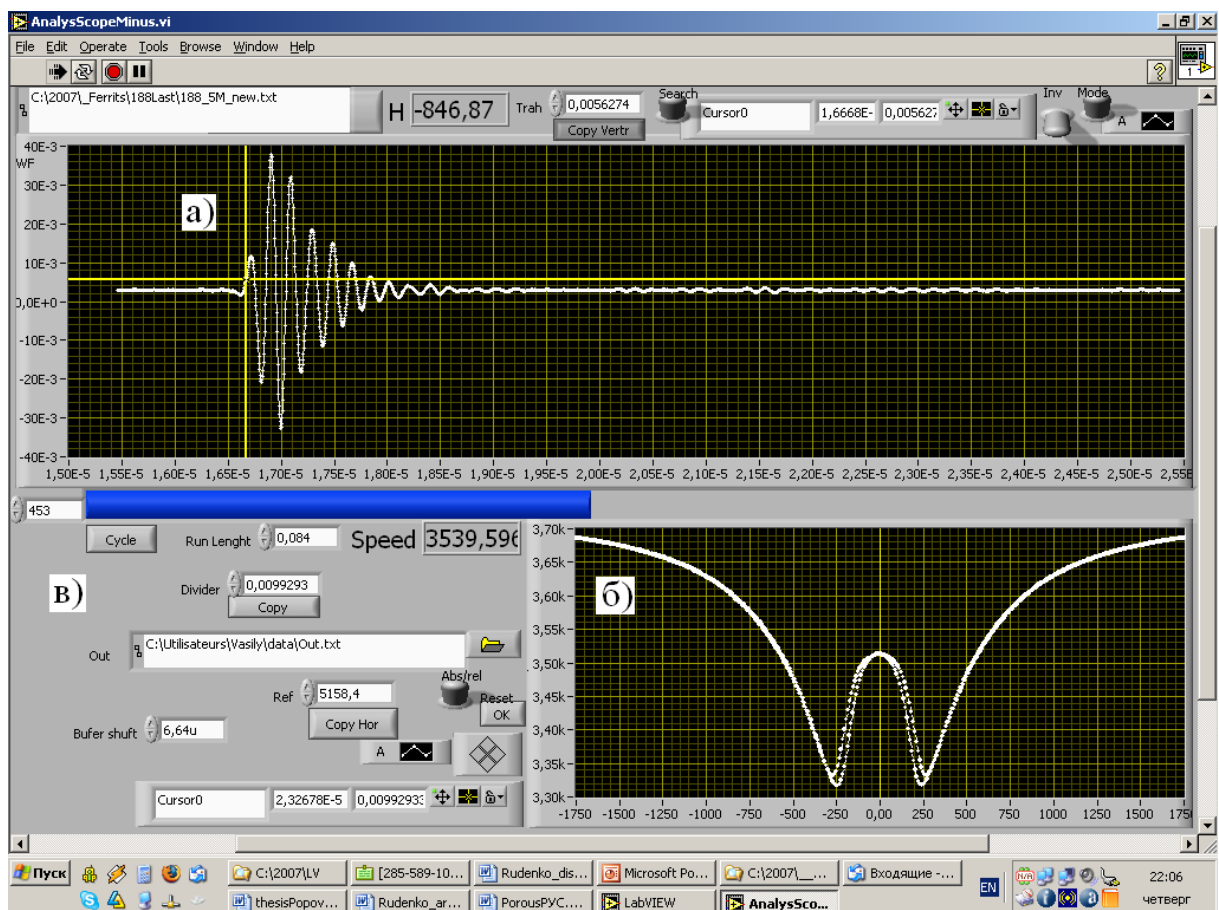 AnalysScopeMinus.vi
File Edit Operate Tools Browse Window Help
C:\2007\_Ferrits\188Last\188_5M_new.txt
H -846,87
Trah 0,0056274
Copy Vertr
Search
Cursor0 1,6668E- 0,005627
Inv Mode
A
40E-3
WF
30E-3
20E-3
10E-3
0,0E+0
-10E-3
-20E-3
-30E-3
-40E-3
а)
1,50E-5 1,55E-5 1,60E-5 1,65E-5 1,70E-5 1,75E-5 1,80E-5 1,85E-5 1,90E-5 1,95E-5 2,00E-5 2,05E-5 2,10E-5 2,15E-5 2,20E-5 2,25E-5 2,30E-5 2,35E-5 2,40E-5 2,45E-5 2,50E-5 2,55E
453
Cycle
Run Lenght 0,084
Speed 3539,596
в)
Divider 0,0099293
Copy
Out C:\Utilisateurs\Vasily\data\Out.txt
Abs/rel
Ref 5158,4
Reset
OK
Copy Hor
Bufer shuft 6,64u
A
Cursor0 2,32678E-5 0,0099293
3,70k
3,65k
3,60k
3,55k
3,50k
3,45k
3,40k
3,35k
3,30k
б)
-1750 -1500 -1250 -1000 -750 -500 -250 0,00 250 500 750 1000 1250 1500 175
Пуск
C:\2007\LV
[285-589-10...
Rudenko_dis...
Microsoft Po...
C:\2007\__...
Входящие -...
thesisPopov...
Rudenko_ar...
PorousРУС....
LabVIEW
AnalysSco...
EN
22:06
четверг